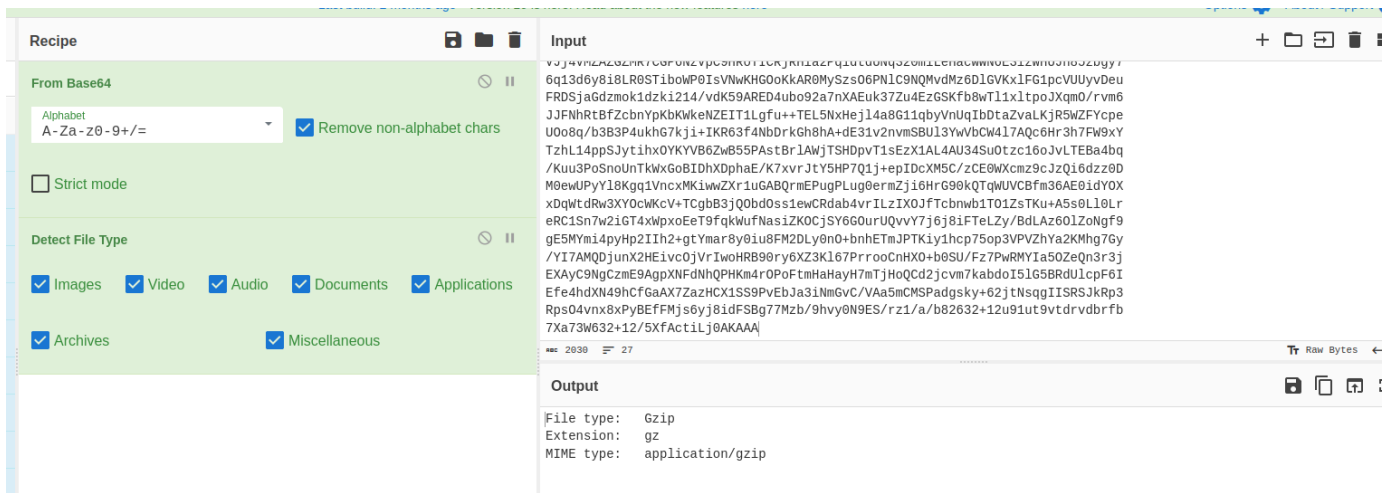 Recipe
From Base64
Alphabet
A-Za-z0-9+/=
Remove non-alphabet chars
Strict mode
Detect File Type
Images
Video
Audio
Documents
Applications
Archives
Miscellaneous
Input
6q13d6y8i8LR0STiboWP0IsVNwKHGOoKkAR0MySzsO6PNlC9NQMvdMz6DlGVKxlFG1pcVUUyvDeu
FRDSjaGdzmok1dzki214/vdK59ARED4ubo92a7nXAEuk37Zu4EzGSKfb8wTl1xltpoJXqmO/rvm6
JJFNhRtBfZcbnYpKbKWkeNZEIT1Lgfu++TEL5NxHejl4a8G11qbyVnUqIbDtaZvaLKjR5WZFYcpe
UOo8q/b3B3P4ukhG7kji+IKR63f4NbDrkGh8hA+dE31v2nvmSBUl3YwVbCW4l7AQc6Hr3h7FW9xY
TzhL14ppSJytihxOYKYVB6ZwB55PAstBrlAWjTSHDpvT1sEzX1AL4AU34SuOtzc16oJvLTEBa4bq
/Kuu3PoSnoUnTkWxGoBIDhXDphaE/K7xvrJtY5HP7Q1j+epIDcXM5C/zCE0WXcmz9cJzQi6dzz0D
M0ewUPyYl8Kgq1VncxMKiwwZXr1uGABQrmEPugPLug0ermZji6HrG90kQTqWUVCBfm36AE0idYOX
xDqWtdRw3XYOcWKcV+TCgbB3jQObdOss1ewCRdab4vrILzIXOJfTcbnwb1TO1ZsTKu+A5s0Ll0Lr
eRC1Sn7w2iGT4xWpxoEeT9fqkWufNasiZKOCjSY6GOurUQvvY7j6j8iFTeLZy/BdLAz6OlZoNgf9
gE5MYmi4pyHp2IIh2+gtYmar8y0iu8FM2DLy0nO+bnhETmJPTKiy1hcp75op3VPVZhYa2KMhg7Gy
/YI7AMQDjunX2HEivcOjVrIwoHRB90ry6XZ3Kl67PrrooCnHXO+b0SU/Fz7PwRMYIa5OZeQn3r3j
EXAyC9NgCzmE9AgpXNFdNhQPHKm4rOPoFtmHaHayH7mTjHoQCd2jcvm7kabdoI5lG5BRdUlcpF6I
Efe4hdXN49hCfGaAX7ZazHCX1SS9PvEbJa3iNmGvC/VAa5mCMSPadgsky+62jtNsqgIISRSJkRp3
RpsO4vnx8xPyBEfFMjs6yj8idFSBg77Mzb/9hvy0N9ES/rz1/a/b82632+12u91ut9vtdrvdbrfb
7Xa73W632+12/5XfActiLj0AKAAA
2030
27
Raw Bytes
Output
File type: Gzip
Extension: gz
MIME type: application/gzip